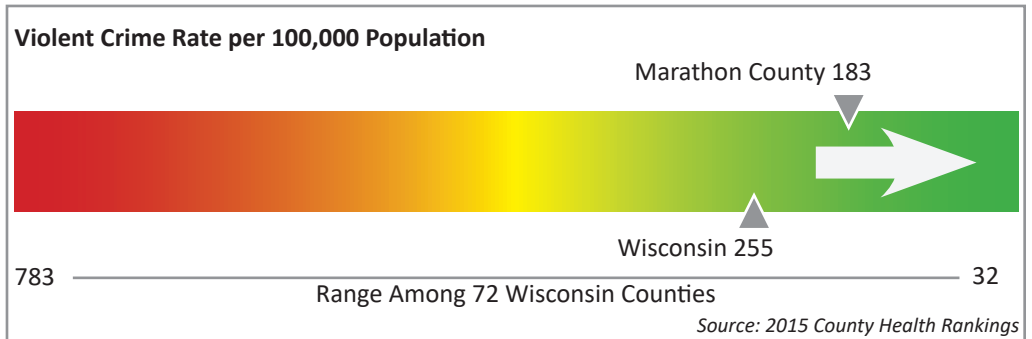 Violent Crime Rate per 100,000 Population
Marathon County 183
Wisconsin 255
783
32
Range Among 72 Wisconsin Counties
Source: 2015 County Health Rankings